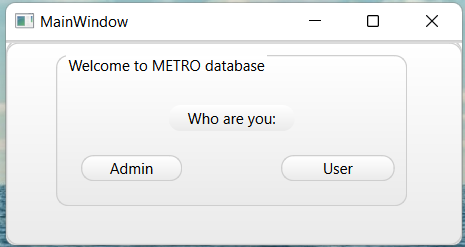 MainWindow
Welcome to METRO database
Who are you:
Admin
User